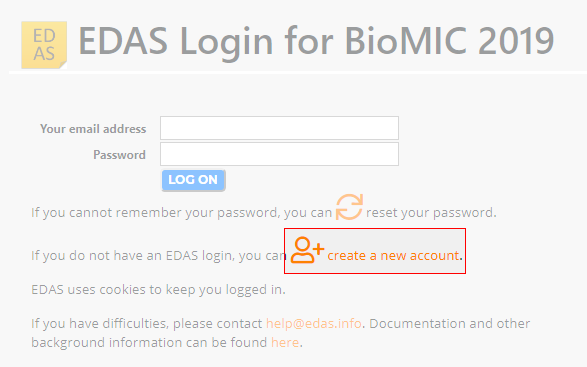 ED
AS
EDAS Login for BioMIC 2019
Your email address
Password
LOG ON
If you cannot remember your password, you can reset your password.
If you do not have an EDAS login, you can create a new account.
EDAS uses cookies to keep you logged in.
If you have difficulties, please contact help@edas.info. Documentation and other
background information can be found here.